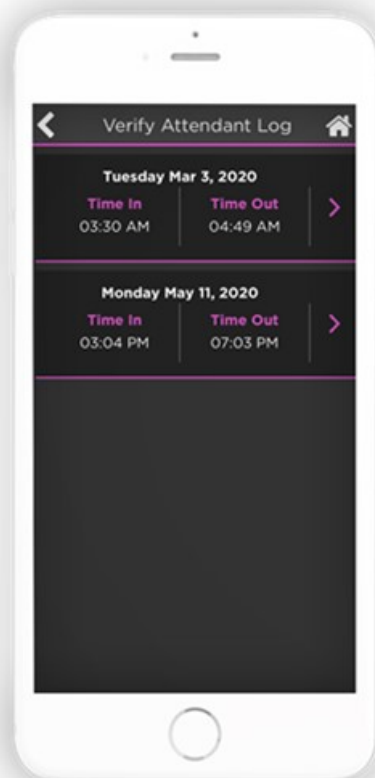 Verify Attendant Log
Tuesday Mar 3, 2020
Time In Time Out
03:30 AM 04:49 AM
Monday May 11, 2020
Time In Time Out
03:04 PM 07:03 PM